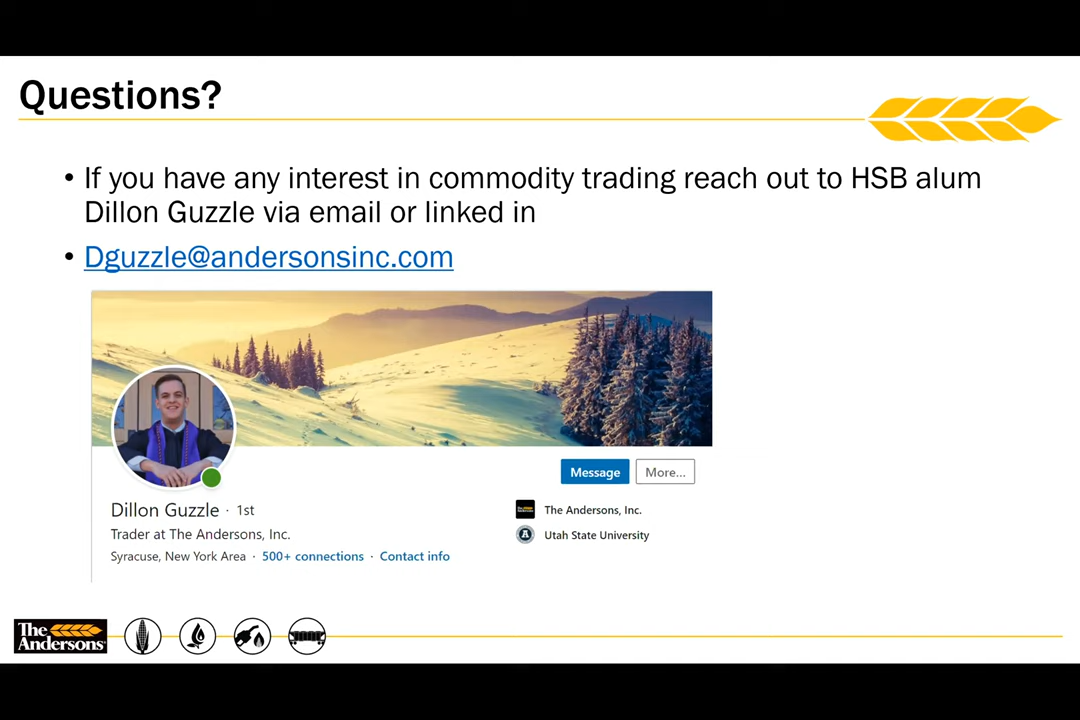 Questions?
• If you have any interest in commodity trading reach out to HSB alum
Dillon Guzzle via email or linked in
• Dguzzle@andersonsinc.com
Message
More...
Dillon Guzzle · 1st
The Andersons, Inc.
Trader at The Andersons, Inc.
A
Utah State University
Syracuse, New York Area · 500+ connections · Contact info
The
Andersons